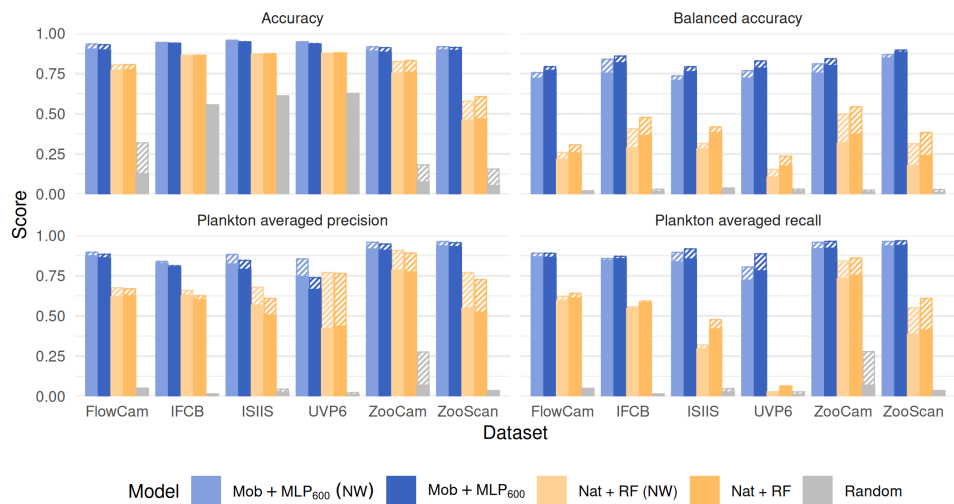 Accuracy
Balanced accuracy
1.00
0.75
0.50
0.25
0.00
Plankton averaged precision
Plankton averaged recall
1.00
0.75
0.50
0.25
0.00
Score
FlowCam IFCB ISIIS UVP6 ZooCam ZooScan
FlowCam IFCB ISIIS UVP6 ZooCam ZooScan
Dataset
Model Mob + MLP₆₀₀ (NW) Mob + MLP₆₀₀ Nat + RF (NW) Nat + RF Random